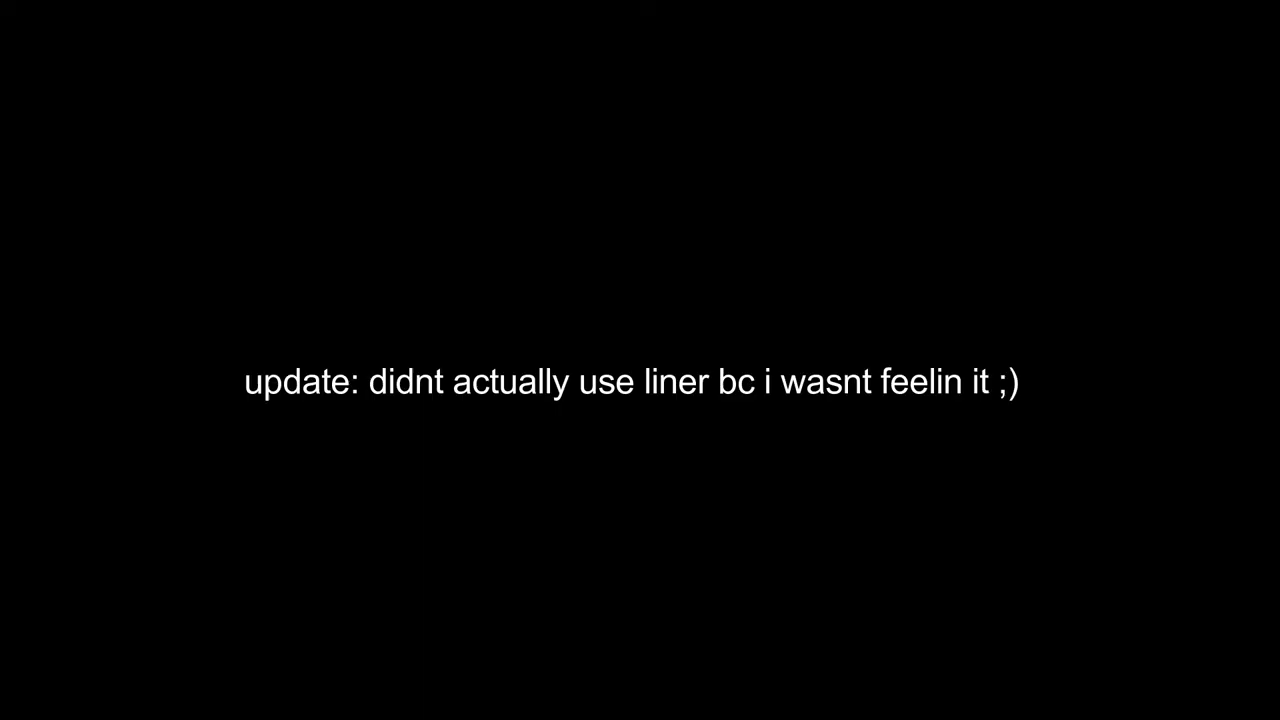 update: didnt actually use liner bc i wasnt feelin it ;)